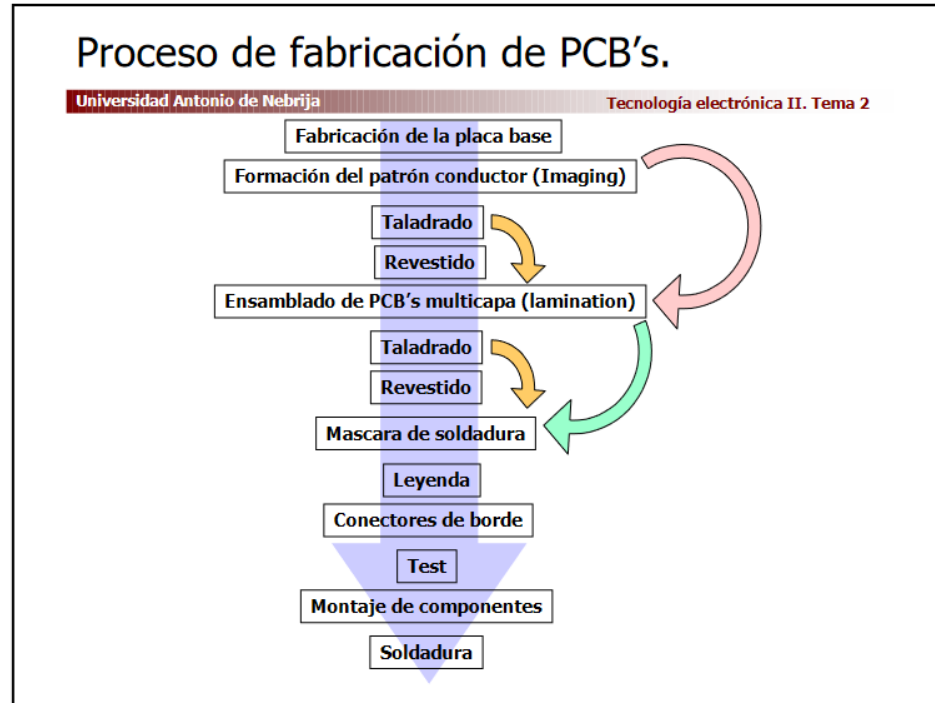 Proceso de fabricación de PCB's.
Universidad Antonio de Nebrija
Tecnología electrónica II. Tema 2
Fabricación de la placa base
Formación del patrón conductor (Imaging)
Taladrado
Revestido
Ensamblado de PCB's multicapa (lamination)
Taladrado
Revestido
Mascara de soldadura
Leyenda
Conectores de borde
Test
Montaje de componentes
Soldadura